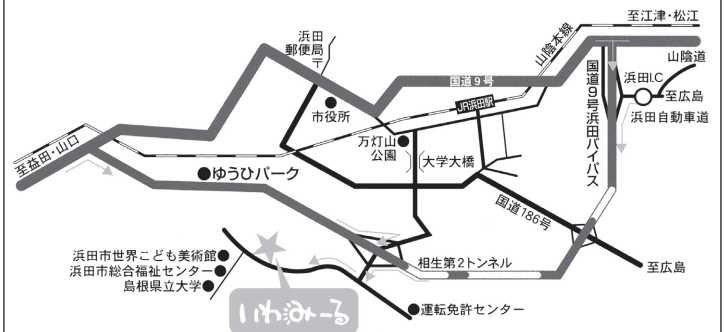 至江津・松江
浜田
郵便局
〒
山陰本線
山陰道
国道9号
浜田I.C
至広島
浜田自動車道
国道9号浜田バイパス
JR浜田駅
市役所
万灯山
公園
大学大橋
至益田・山口
ゆうひパーク
国道186号
至広島
相生第2トンネル
浜田市世界こども美術館
浜田市総合福祉センター
島根県立大学
いわみーる
運転免許センター